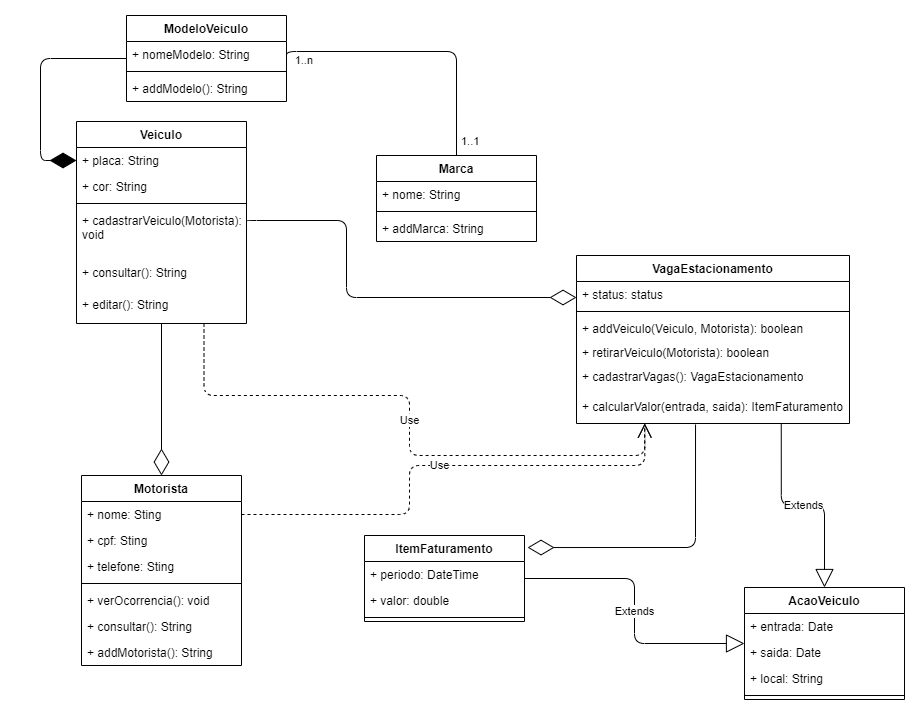 ModeloVeiculo
+ nomeModelo: String
+ addModelo(): String
1..n
1..1
Marca
+ nome: String
+ addMarca: String
Veiculo
+ placa: String
+ cor: String
+ cadastrarVeiculo(Motorista):
void
+ consultar(): String
+ editar(): String
VagaEstacionamento
+ status: status
+ addVeiculo(Veiculo, Motorista): boolean
+ retirarVeiculo(Motorista): boolean
+ cadastrarVagas(): VagaEstacionamento
+ calcularValor(entrada, saida): ItemFaturamento
Use
Use
Motorista
+ nome: Sting
+ cpf: Sting
+ telefone: Sting
+ verOcorrencia(): void
+ consultar(): String
+ addMotorista(): String
ItemFaturamento
+ periodo: DateTime
+ valor: double
Extends
Extends
AcaoVeiculo
+ entrada: Date
+ saida: Date
+ local: String